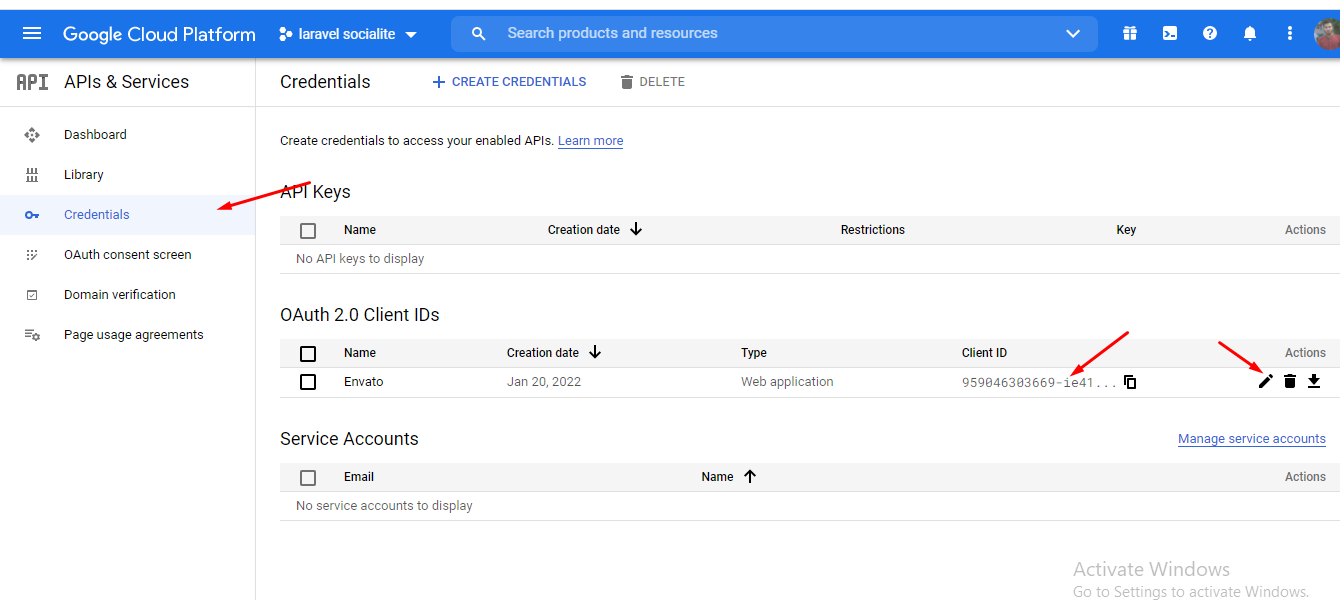 Google Cloud Platform laravel socialite Search products and resources
API APIs & Services Credentials CREATE CREDENTIALS DELETE
Dashboard
Create credentials to access your enabled APIs. Learn more
Library
API Keys
Credentials
Name Creation date Restrictions Key Actions
OAuth consent screen
No API keys to display
Domain verification
OAuth 2.0 Client IDs
Page usage agreements
Name Creation date Type Client ID Actions
Envato Jan 20, 2022 Web application 959046303669-ie41...
Service Accounts Manage service accounts
Email Name Actions
No service accounts to display
Activate Windows
Go to Settings to activate Windows.